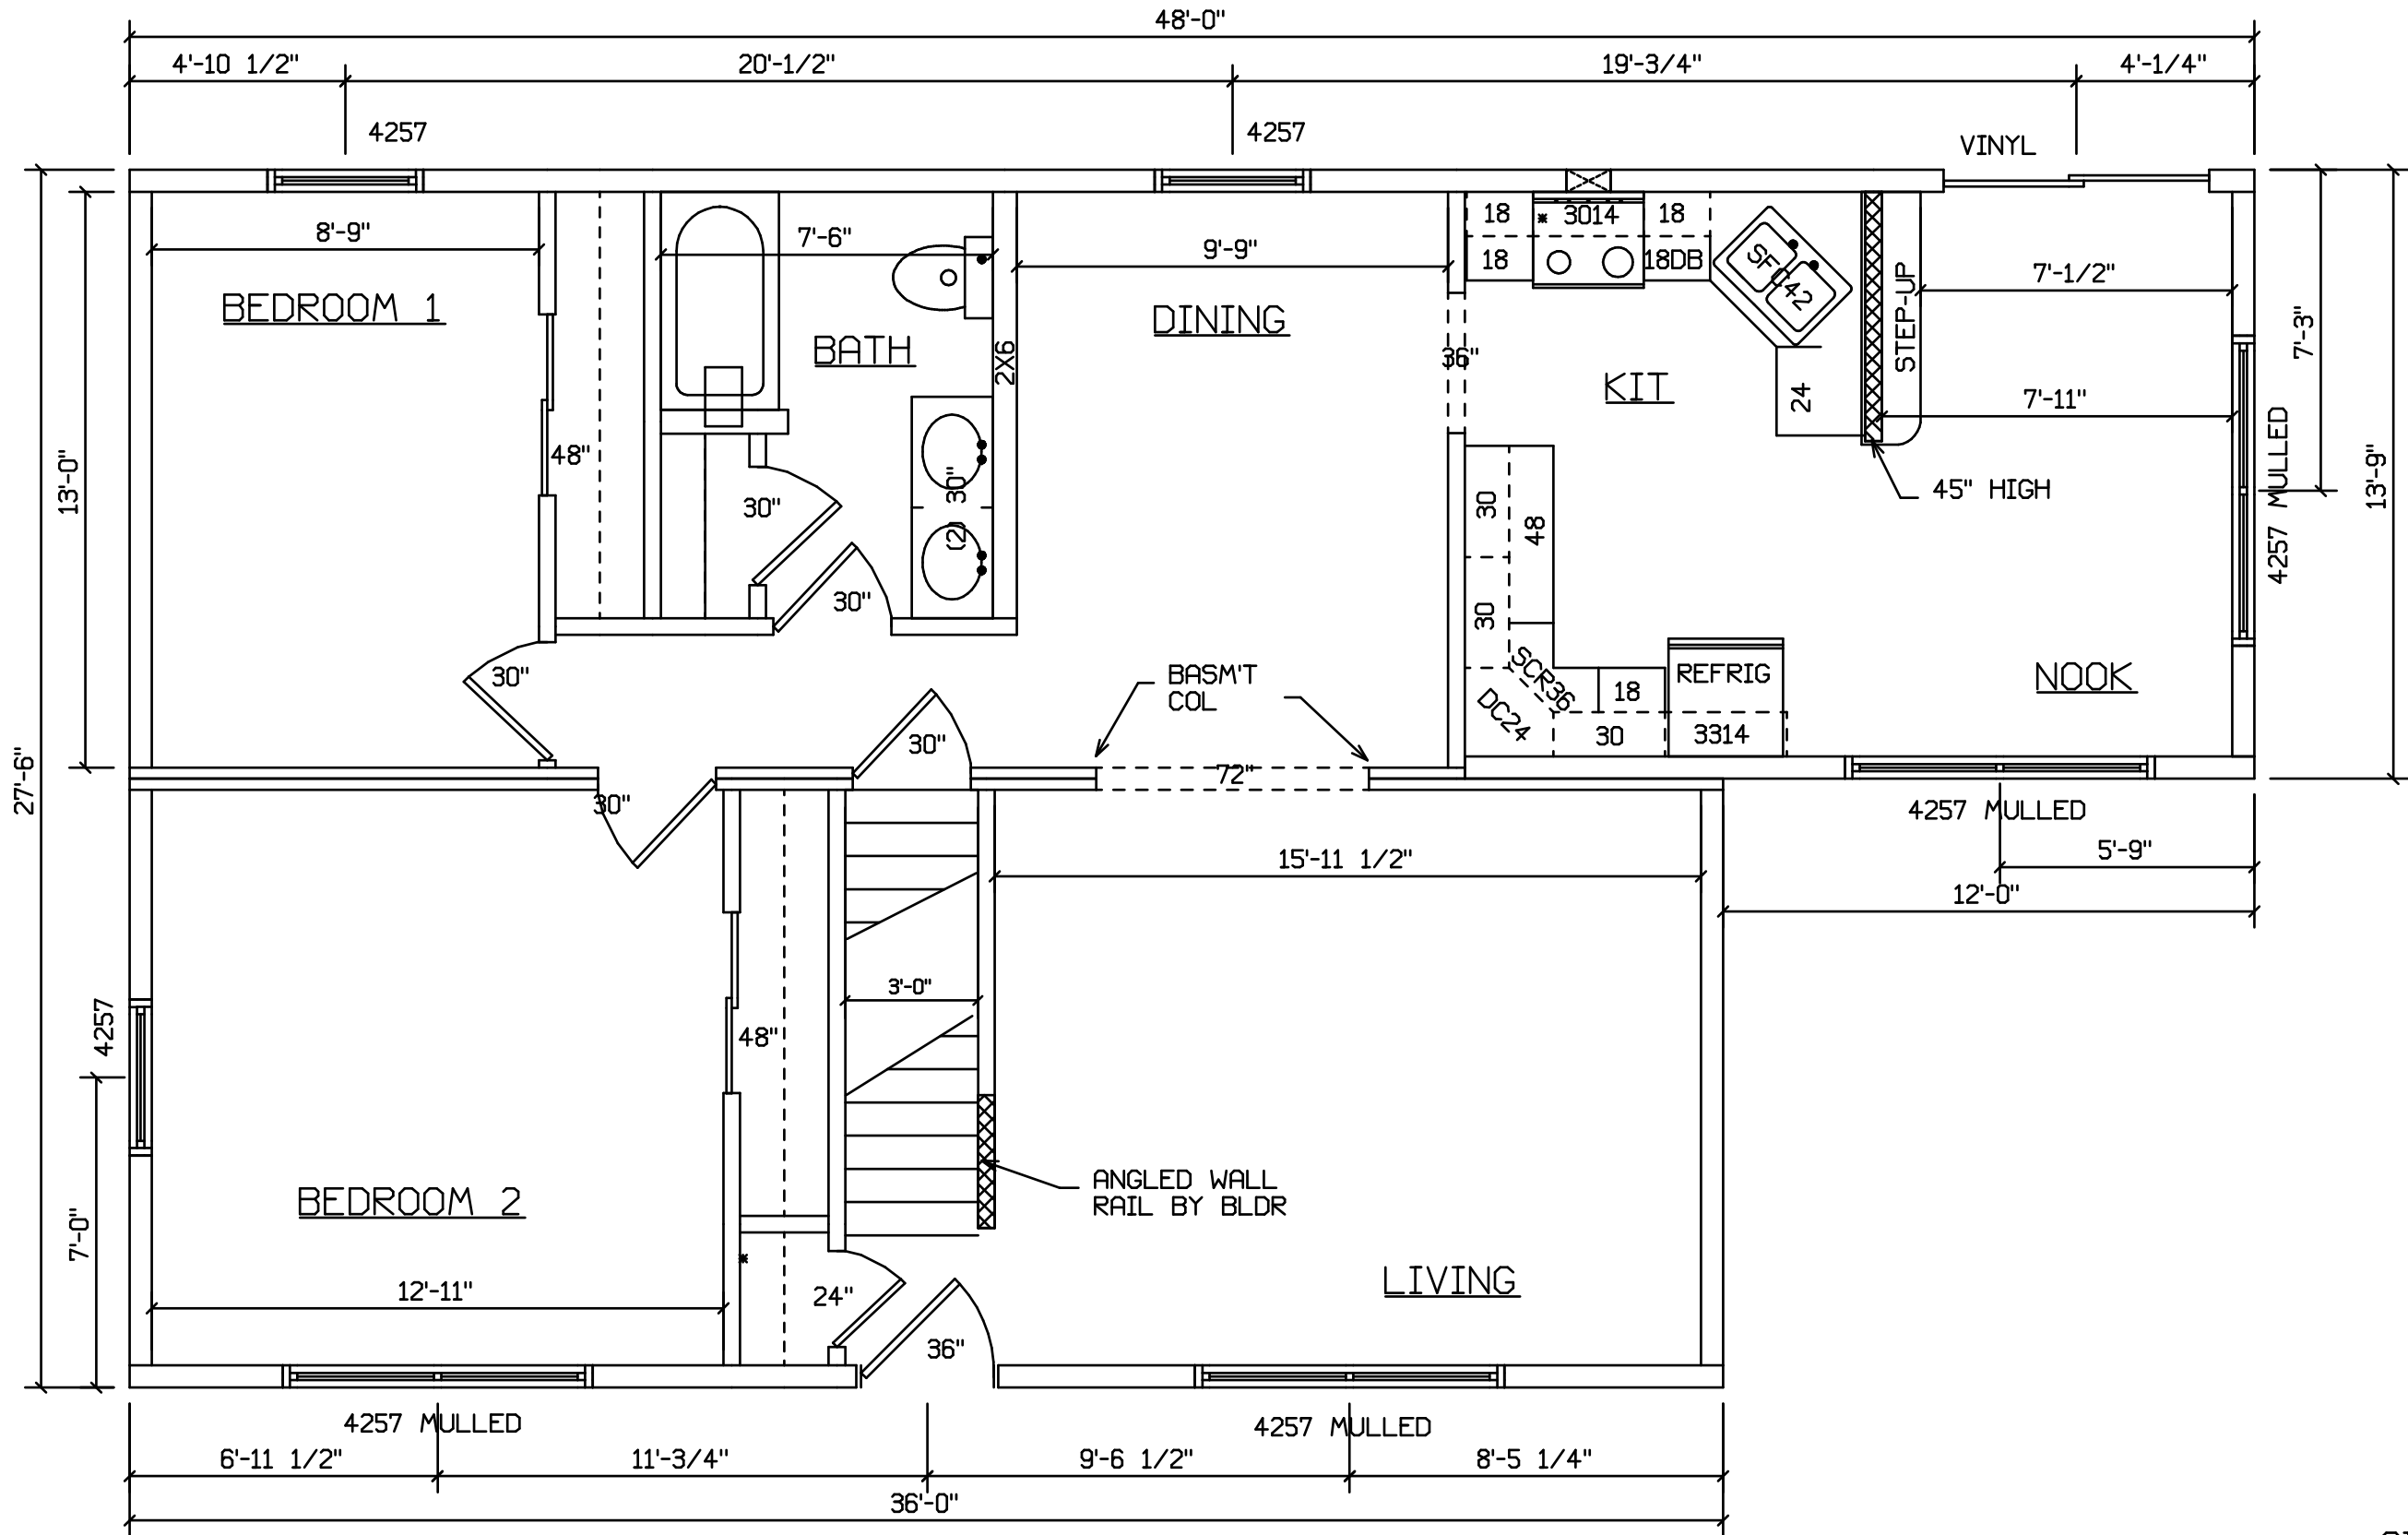 48'-0"
4'-10 1/2"
20'-1/2"
19'-3/4"
4'-1/4"
4257
4257
VINYL
8'-9"
7'-6"
9'-9"
18
* 3014
18
18
18DB
SFC42
STEP-UP
7'-1/2"
7'-3"
BEDROOM 1
BATH
2X6
DINING
36"
KIT
24
7'-11"
4257 MULLED
13'-9"
13'-0"
48"
30"
(2) 30"
30
48
45" HIGH
30"
30
30"
BASM'T
COL
SCR36
DC24
18
30
REFRIG
3314
NOOK
27'-6"
30"
30"
72"
4257 MULLED
5'-9"
12'-0"
15'-11 1/2"
3'-0"
4257
48"
7'-0"
ANGLED WALL
RAIL BY BLDR
BEDROOM 2
*
12'-11"
24"
36"
LIVING
4257 MULLED
4257 MULLED
6'-11 1/2"
11'-3/4"
9'-6 1/2"
8'-5 1/4"
36'-0"